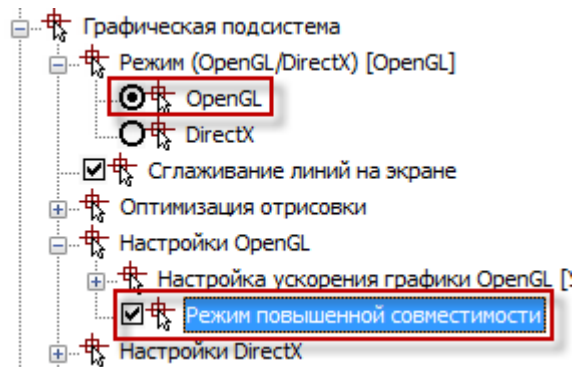 Графическая подсистема
Режим (OpenGL/DirectX) [OpenGL]
OpenGL
DirectX
Сглаживание линий на экране
Оптимизация отрисовки
Настройки OpenGL
Настройка ускорения графики OpenGL [
Режим повышенной совместимости
Настройки DirectX